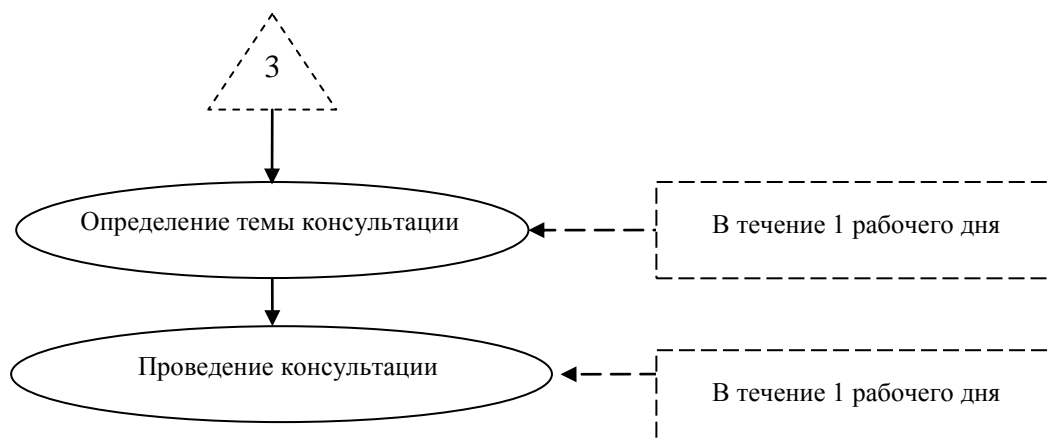 3
Определение темы консультации
В течение 1 рабочего дня
Проведение консультации
В течение 1 рабочего дня